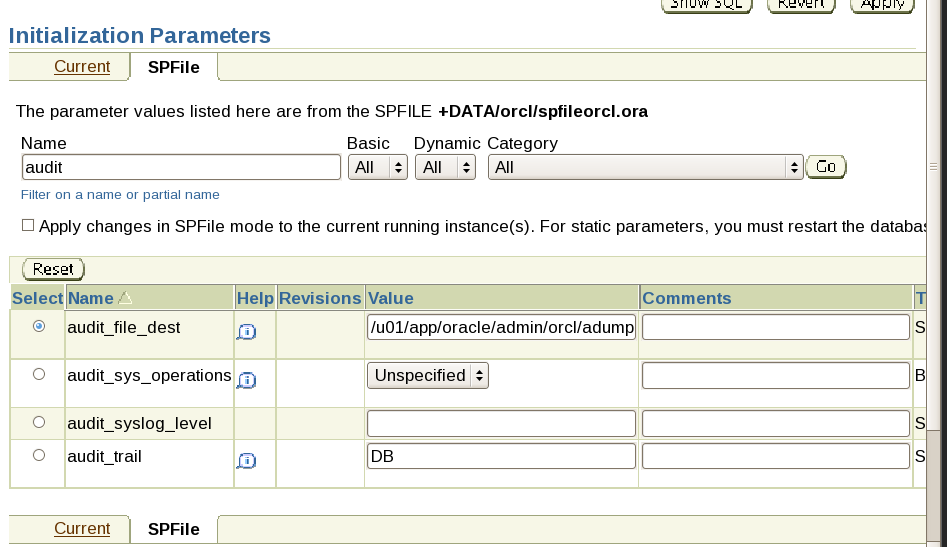 Show SQL Revert Apply
Initialization Parameters
Current SPFile
The parameter values listed here are from the SPFILE +DATA/orcl/spfileorcl.ora
Name Basic Dynamic Category
audit All All All Go
Filter on a name or partial name
Apply changes in SPFile mode to the current running instance(s). For static parameters, you must restart the databas
Reset
Select Name Help Revisions Value Comments T
audit_file_dest /u01/app/oracle/admin/orcl/adump S
audit_sys_operations Unspecified B
audit_syslog_level S
audit_trail DB S
Current SPFile